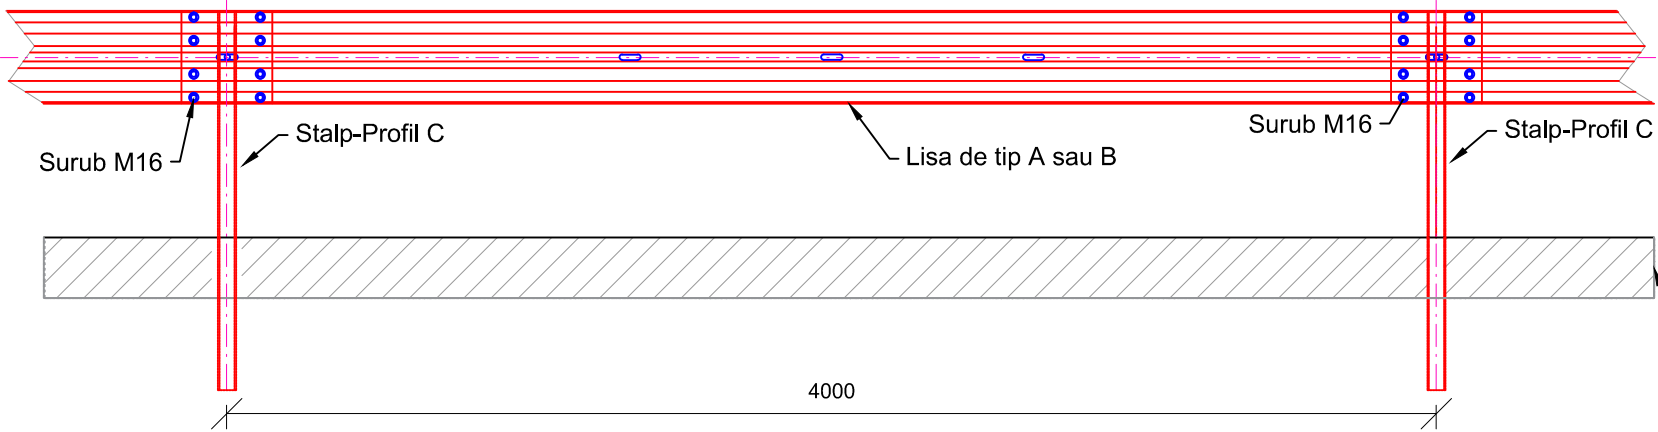 Surub M16
Stalp-Profil C
Lisa de tip A sau B
Surub M16
Stalp-Profil C
4000